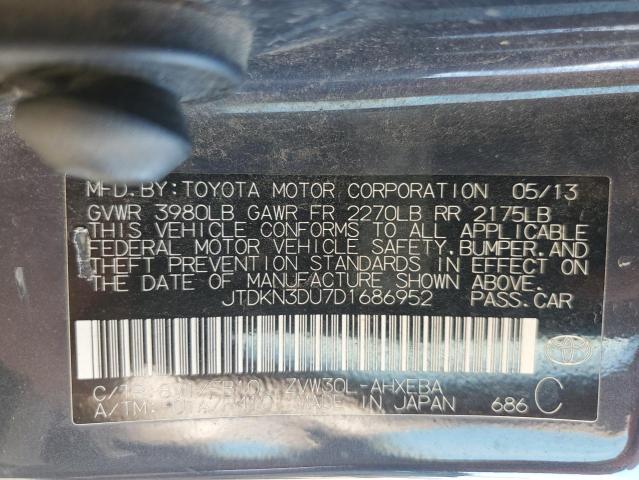 MFD.BY:TOYOTA MOTOR CORPORATION 05/13
GVWR 3980LB GAWR FR 2270LB RR 2175LB
THIS VEHICLE CONFORMS TO ALL APPLICABLE
FEDERAL MOTOR VEHICLE SAFETY, BUMPER, AND
THEFT PREVENTION STANDARDS IN EFFECT ON
THE DATE OF MANUFACTURE SHOWN ABOVE.
JTDKN3DU7D1686952 PASS.CAR
ZVW30L-AHXEBA
A/TM: MADE IN JAPAN 686 C